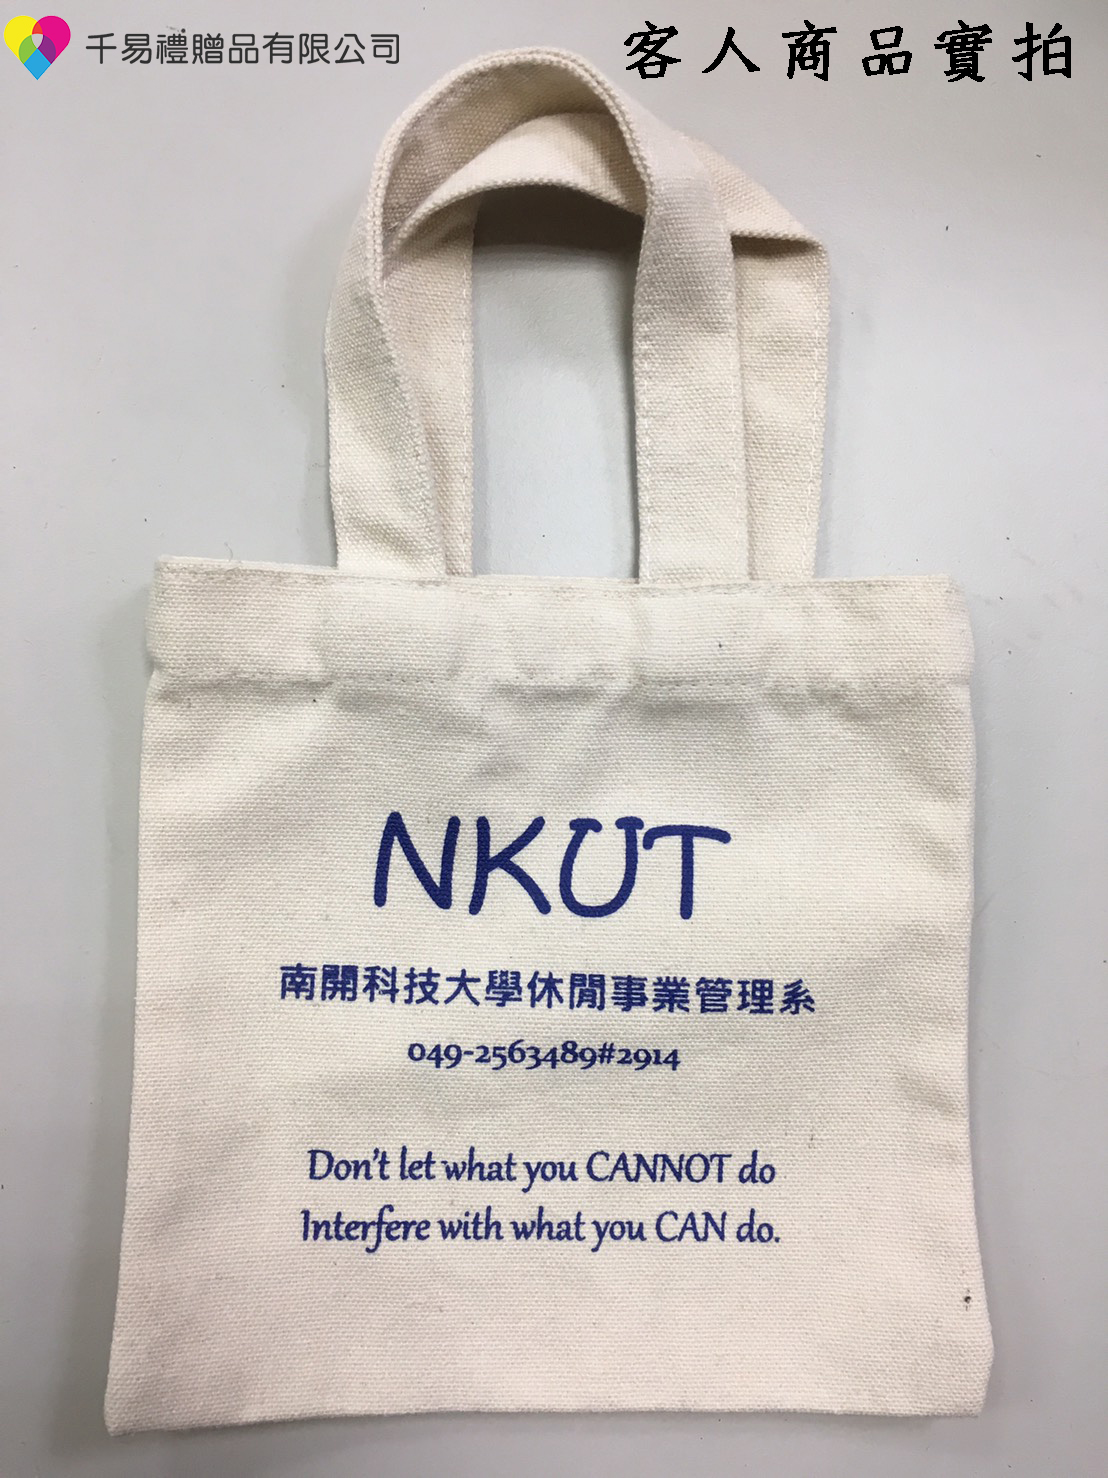 千易禮贈品有限公司
客人商品實拍
NKUT
南開科技大學休閒事業管理系
049-2563489#2914
Don't let what you CANNOT do
Interfere with what you CAN do.